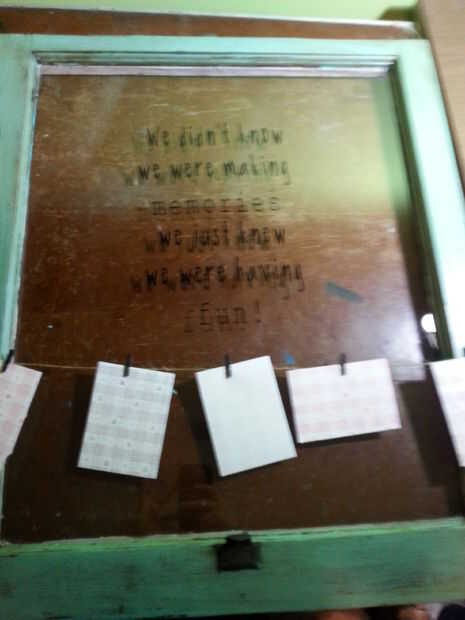 We didn't know
we were making
memories
we just knew
we were having
fun!